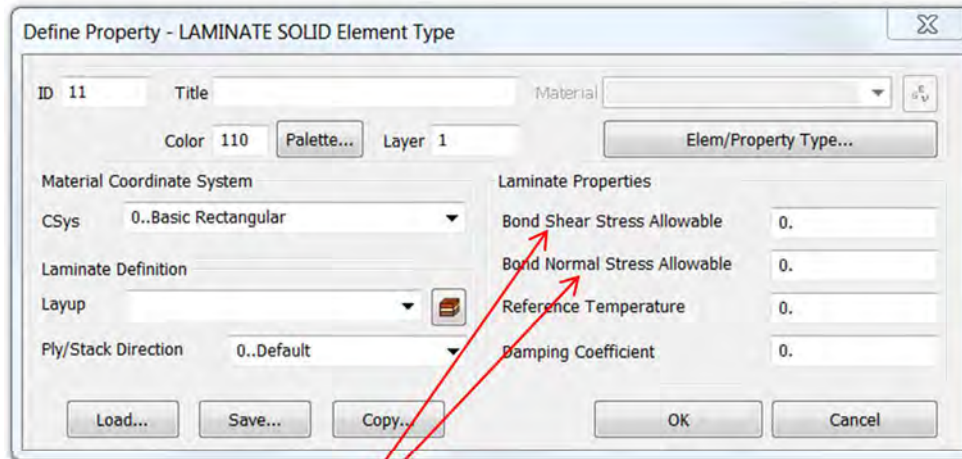 Define Property - LAMINATE SOLID Element Type
ID 11 Title Material
Color 110 Palette... Layer 1 Elem/Property Type...
Material Coordinate System
CSys 0..Basic Rectangular
Laminate Definition
Layup
Ply/Stack Direction 0..Default
Laminate Properties
Bond Shear Stress Allowable 0.
Bond Normal Stress Allowable 0.
Reference Temperature 0.
Damping Coefficient 0.
Load... Save... Copy... OK Cancel